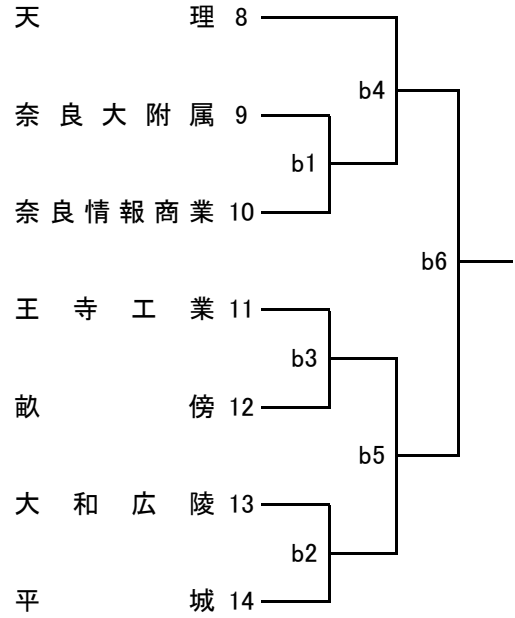 天理 8
b4
奈良大附属 9
b1
奈良情報商業 10
b6
王寺工業 11
b3
畝傍 12
b5
大和広陵 13
b2
平城 14